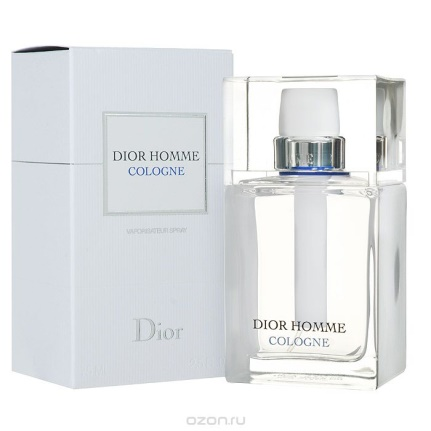 DIOR HOMME
COLOGNE
VAPORISATEUR SPRAY
Dior
DIOR HOMME
COLOGNE
ozon.ru